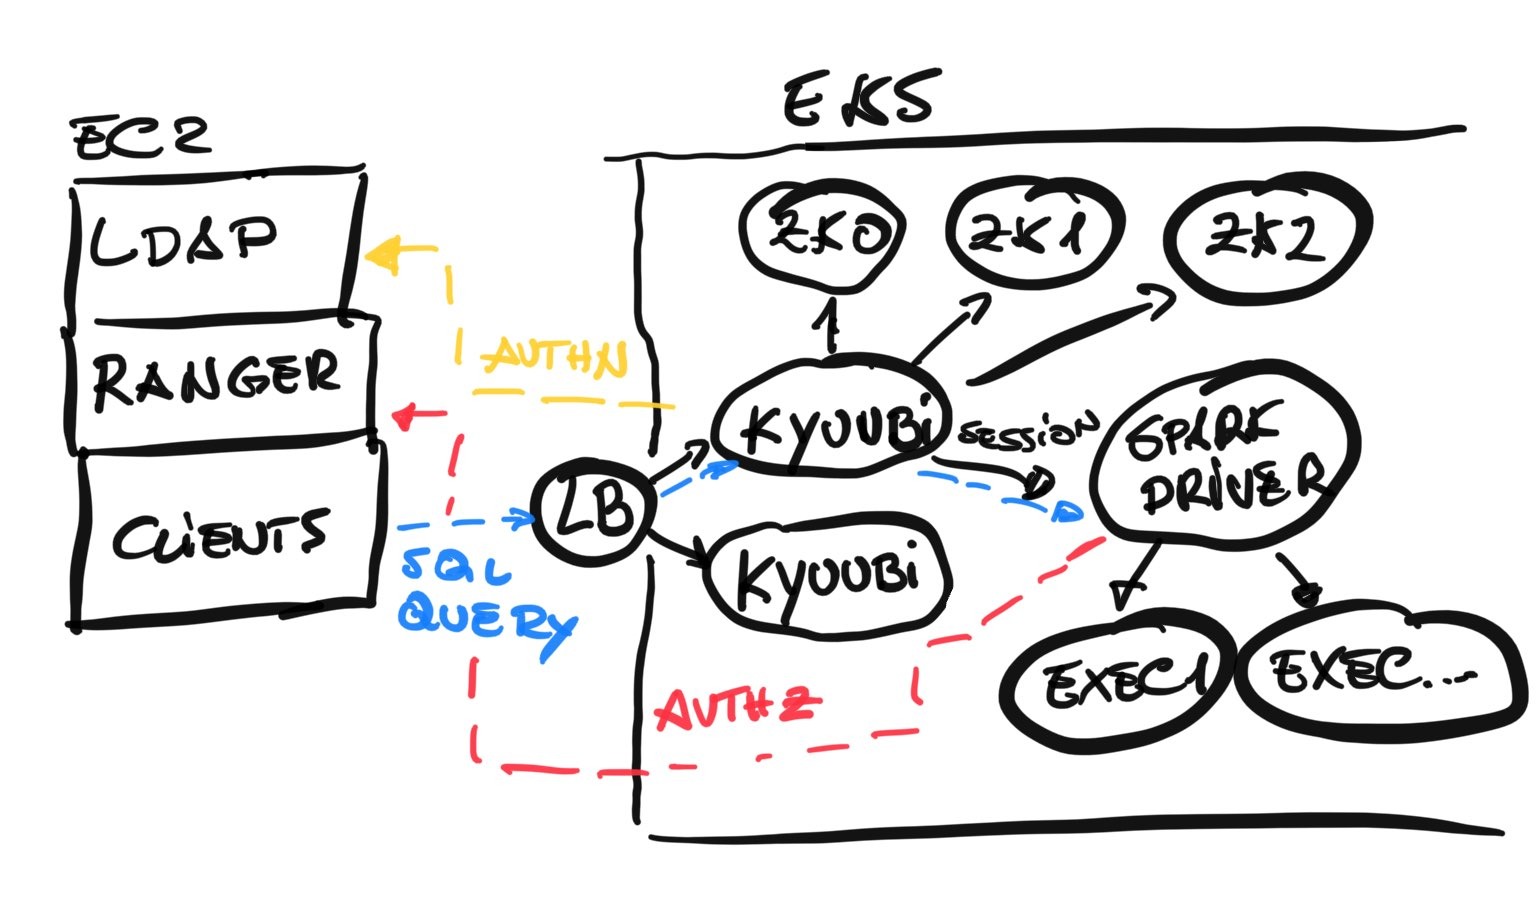 EC2
LDAP
RANGER
CLiENTS
EKS
ZK0
ZK1
ZK2
AUTHN
KYUUBi
SESSiON
SPARK
DRiVER
LB
KYUUBi
SQL
QUERY
AUTHZ
EXEC1
EXEC...